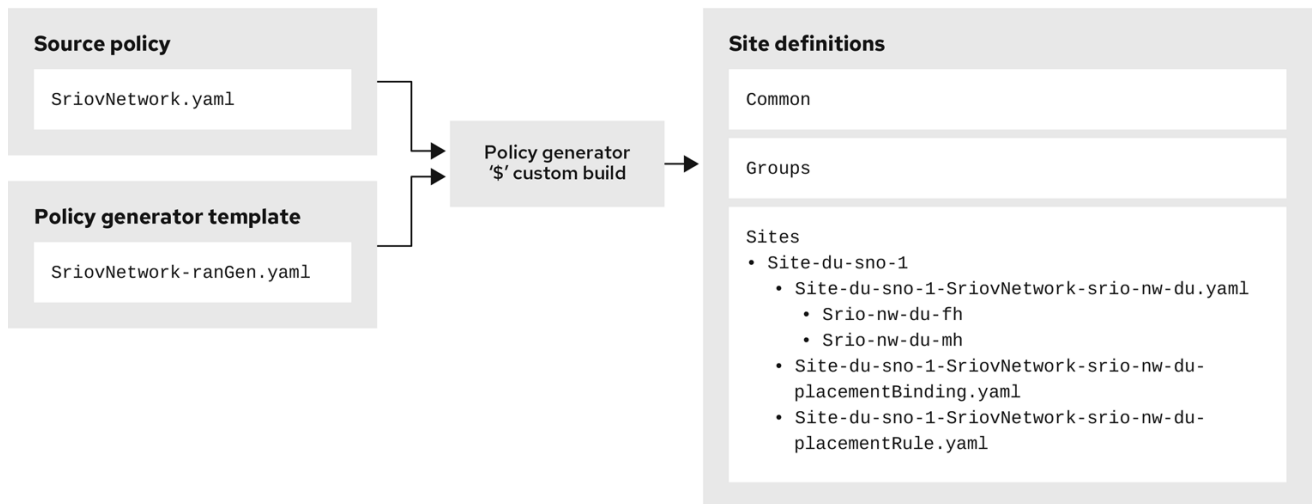 Source policy
SriovNetwork.yaml
Policy generator template
SriovNetwork-ranGen.yaml
Policy generator
‘$’ custom build
Site definitions
Common
Groups
Sites
• Site-du-sno-1
• Site-du-sno-1-SriovNetwork-srio-nw-du.yaml
• Srio-nw-du-fh
• Srio-nw-du-mh
• Site-du-sno-1-SriovNetwork-srio-nw-du-
placementBinding.yaml
• Site-du-sno-1-SriovNetwork-srio-nw-du-
placementRule.yaml